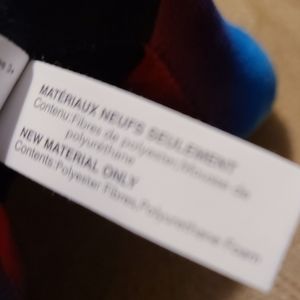 MATÉRIAUX NEUFS SEULEMENT
Contenu:Fibres de polyester,Mousse de
polyuréthane
NEW MATERIAL ONLY
Contents:Polyester Fibres,Polyurethane Foam